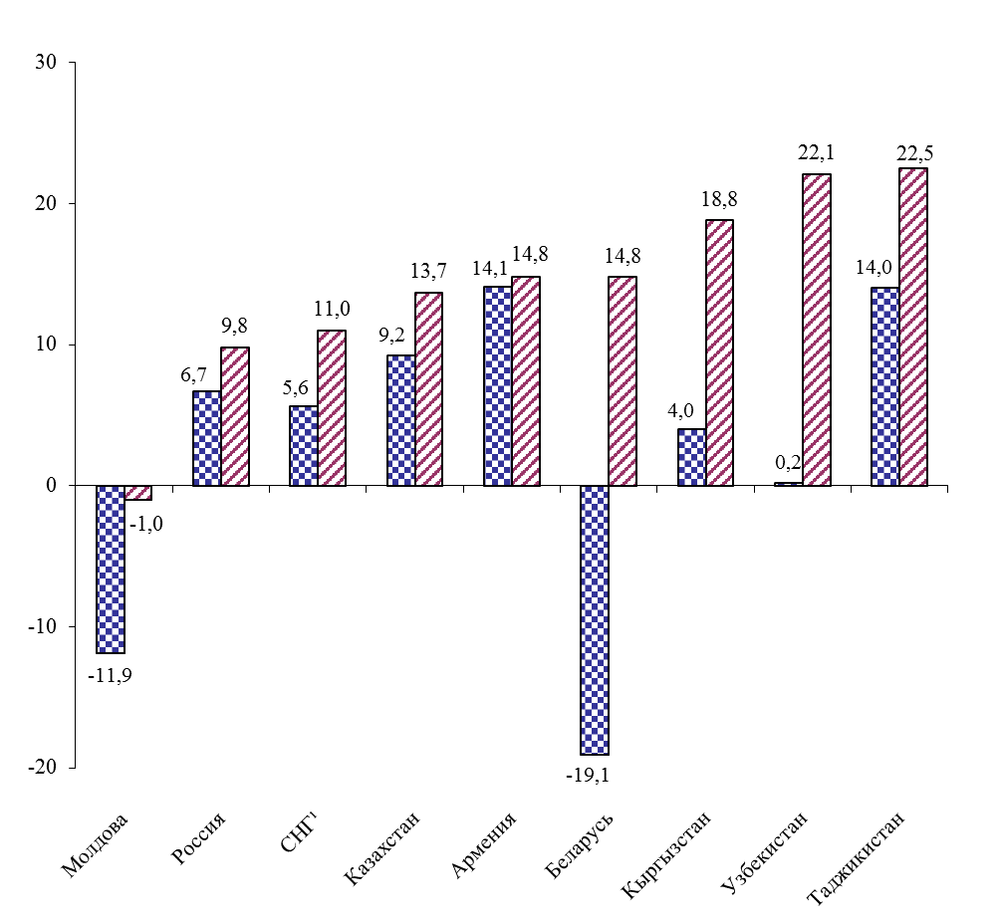 30
20
10
0
-10
-20
-11,9
-1,0
6,7
9,8
5,6
11,0
9,2
13,7
14,1
14,8
-19,1
14,8
4,0
18,8
0,2
22,1
14,0
22,5
Молдова
Россия
СНГ¹
Казахстан
Армения
Беларусь
Кыргызстан
Узбекистан
Таджикистан